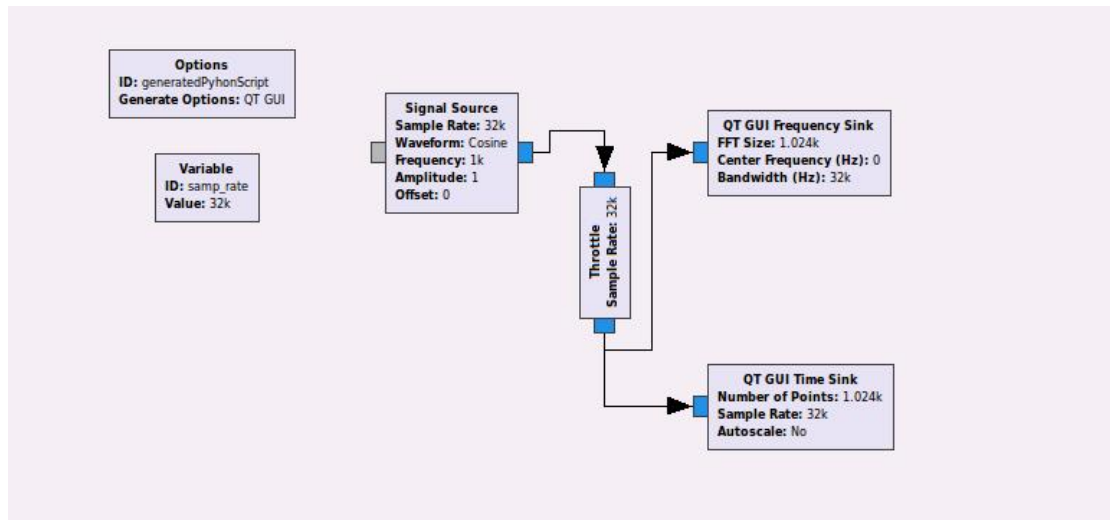 Options
ID: generatedPyhonScript
Generate Options: QT GUI
Variable
ID: samp_rate
Value: 32k
Signal Source
Sample Rate: 32k
Waveform: Cosine
Frequency: 1k
Amplitude: 1
Offset: 0
Throttle
Sample Rate: 32k
QT GUI Frequency Sink
FFT Size: 1.024k
Center Frequency (Hz): 0
Bandwidth (Hz): 32k
QT GUI Time Sink
Number of Points: 1.024k
Sample Rate: 32k
Autoscale: No